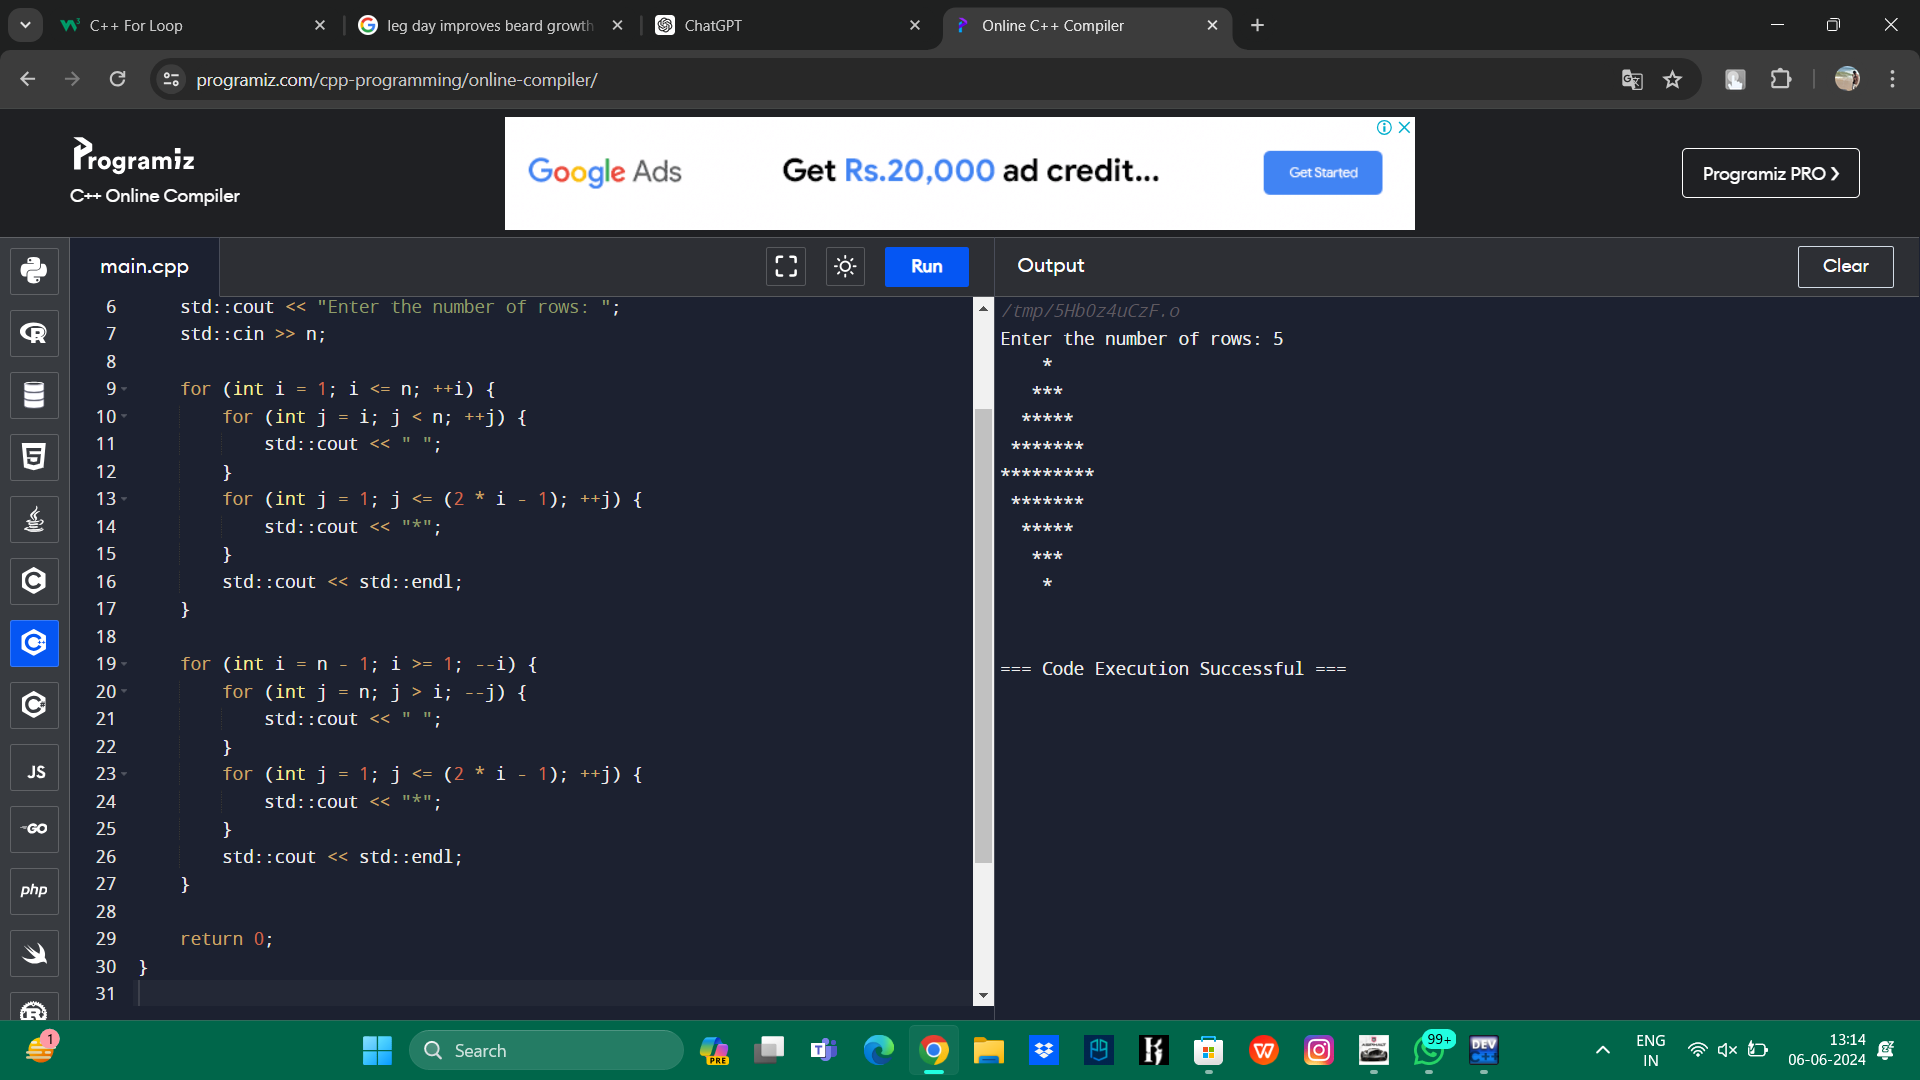 C++ For Loop
leg day improves beard growth
ChatGPT
Online C++ Compiler
programiz.com/cpp-programming/online-compiler/
Programiz
C++ Online Compiler
Google Ads
Get Rs.20,000 ad credit...
Get Started
Programiz PRO
main.cpp
Run
Output
Clear
6 std::cout << "Enter the number of rows: ";
7 std::cin >> n;
8
9 for (int i = 1; i <= n; ++i) {
10 for (int j = i; j < n; ++j) {
11 std::cout << " ";
12 }
13 for (int j = 1; j <= (2 * i - 1); ++j) {
14 std::cout << "*";
15 }
16 std::cout << std::endl;
17 }
18
19 for (int i = n - 1; i >= 1; --i) {
20 for (int j = n; j > i; --j) {
21 std::cout << " ";
22 }
23 for (int j = 1; j <= (2 * i - 1); ++j) {
24 std::cout << "*";
25 }
26 std::cout << std::endl;
27 }
28
29 return 0;
30 }
31
/tmp/5HbOz4uCzF.o
Enter the number of rows: 5
    *
   ***
  *****
 *******
*********
 *******
  *****
   ***
    *
=== Code Execution Successful ===
JS
GO
php
1
Search
PRE
99+
DEV
ENG
IN
13:14
06-06-2024